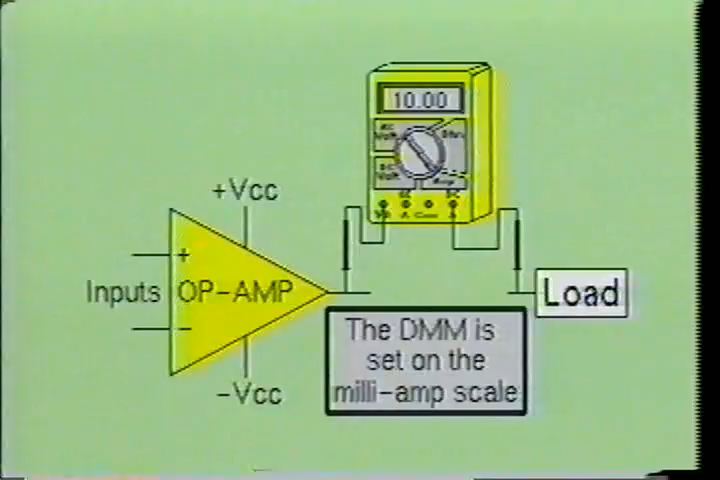 10.00
+Vcc
+
Inputs OP-AMP
Load
−
-Vcc
The DMM is
set on the
milli-amp scale